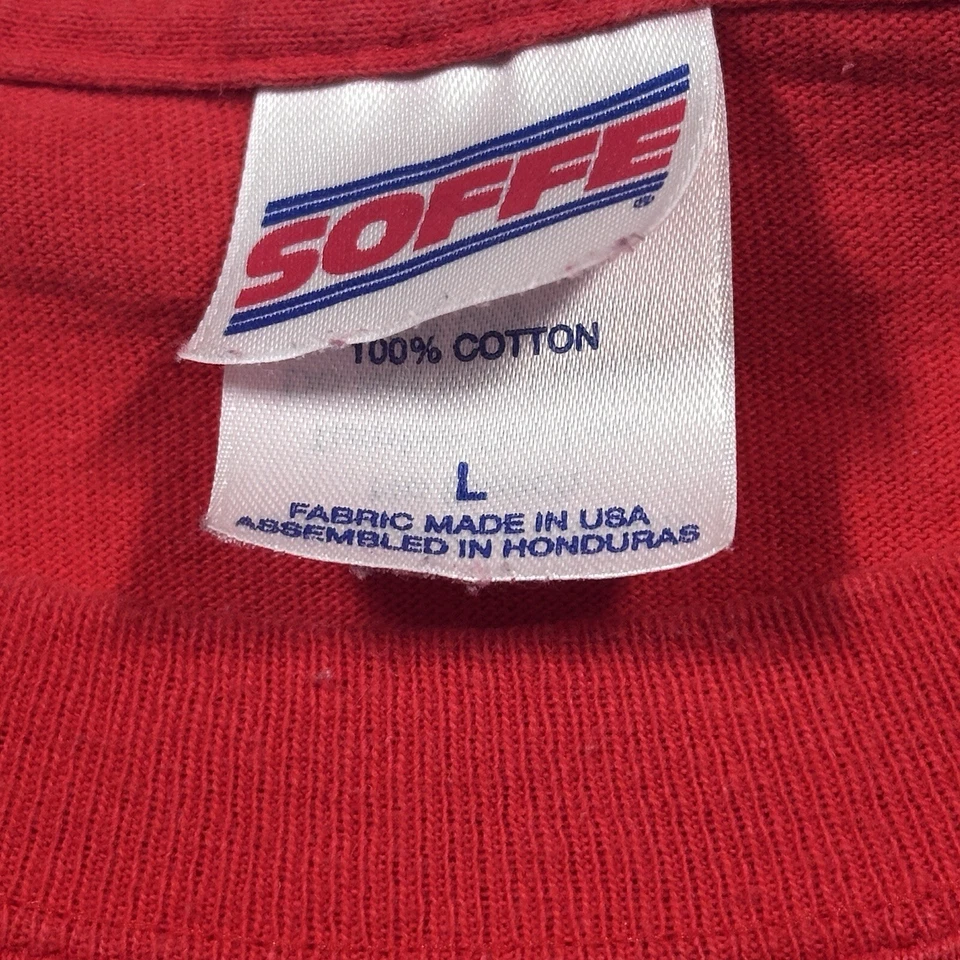 SOFFE®
100% COTTON
L
FABRIC MADE IN USA
ASSEMBLED IN HONDURAS